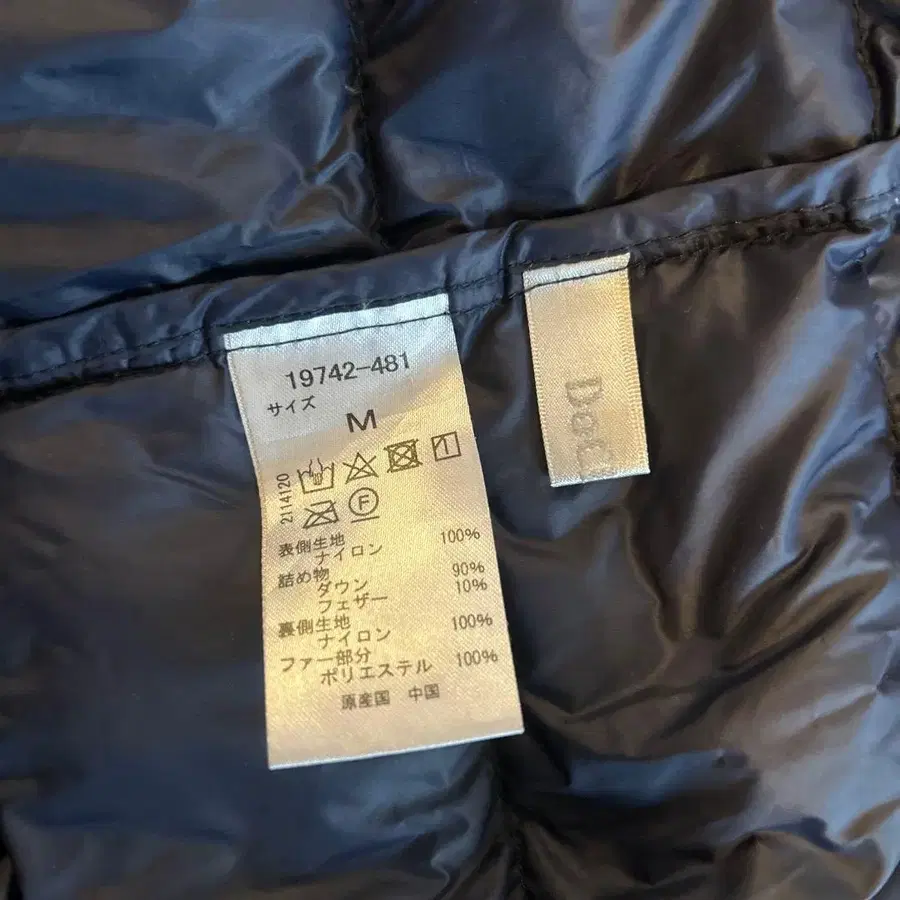 19742-481
サイズ
M
2114120
F
表側生地
ナイロン 100%
詰め物
ダウン 90%
フェザー 10%
裏側生地
ナイロン 100%
ファー部分
ポリエステル 100%
原産国 中国